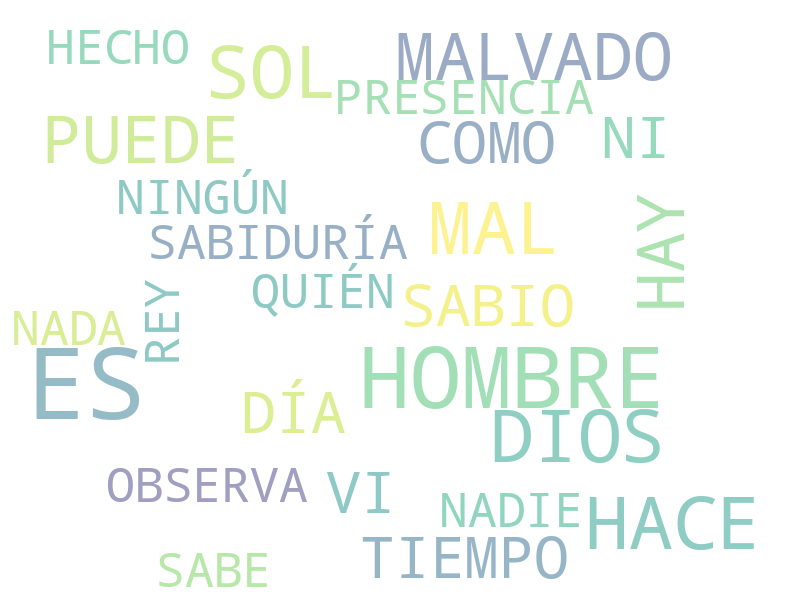 HECHO
SOL
MALVADO
PRESENCIA
PUEDE
COMO
NI
NINGÚN
SABIDURÍA
MAL
HAY
QUIÉN
SABIO
NADA
REY
ES
HOMBRE
DÍA
DIOS
OBSERVA
VI
NADIE
HACE
TIEMPO
SABE